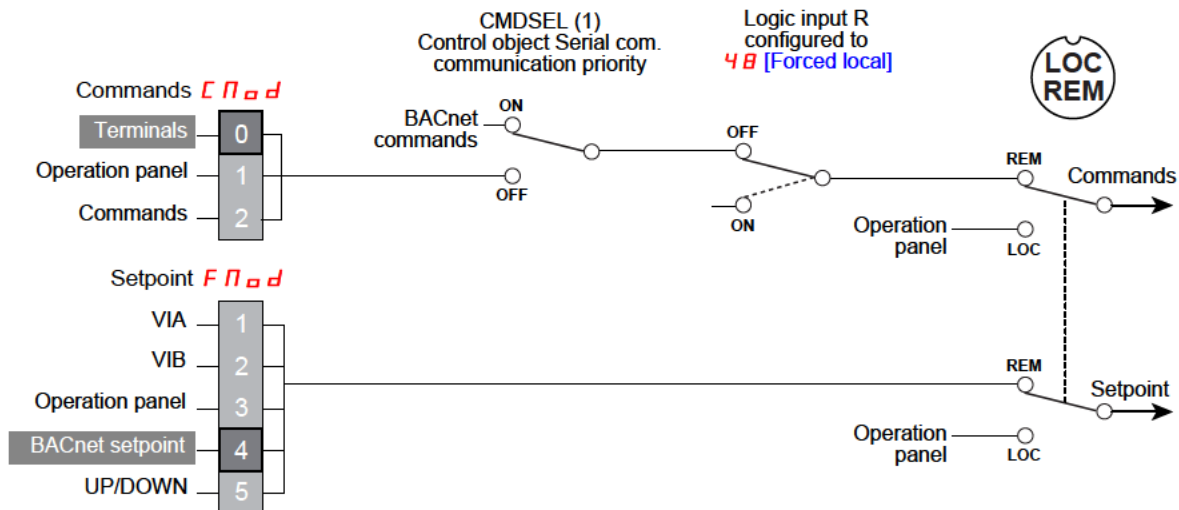 CMDSEL (1)
Control object Serial com.
communication priority
Logic input R
configured to
48 [Forced local]
LOC
REM
Commands CMod
Terminals 0
Operation panel 1
Commands 2
BACnet
commands
ON
OFF
OFF
ON
REM
Commands
Operation
panel
LOC
Setpoint FMod
VIA 1
VIB 2
Operation panel 3
BACnet setpoint 4
UP/DOWN 5
REM
Setpoint
Operation
panel
LOC